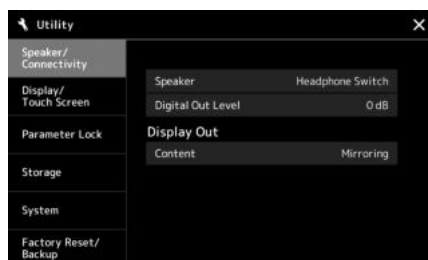 Utility
Speaker/
Connectivity
Display/
Touch Screen
Parameter Lock
Storage
System
Factory Reset/
Backup
Speaker Headphone Switch
Digital Out Level 0 dB
Display Out
Content Mirroring